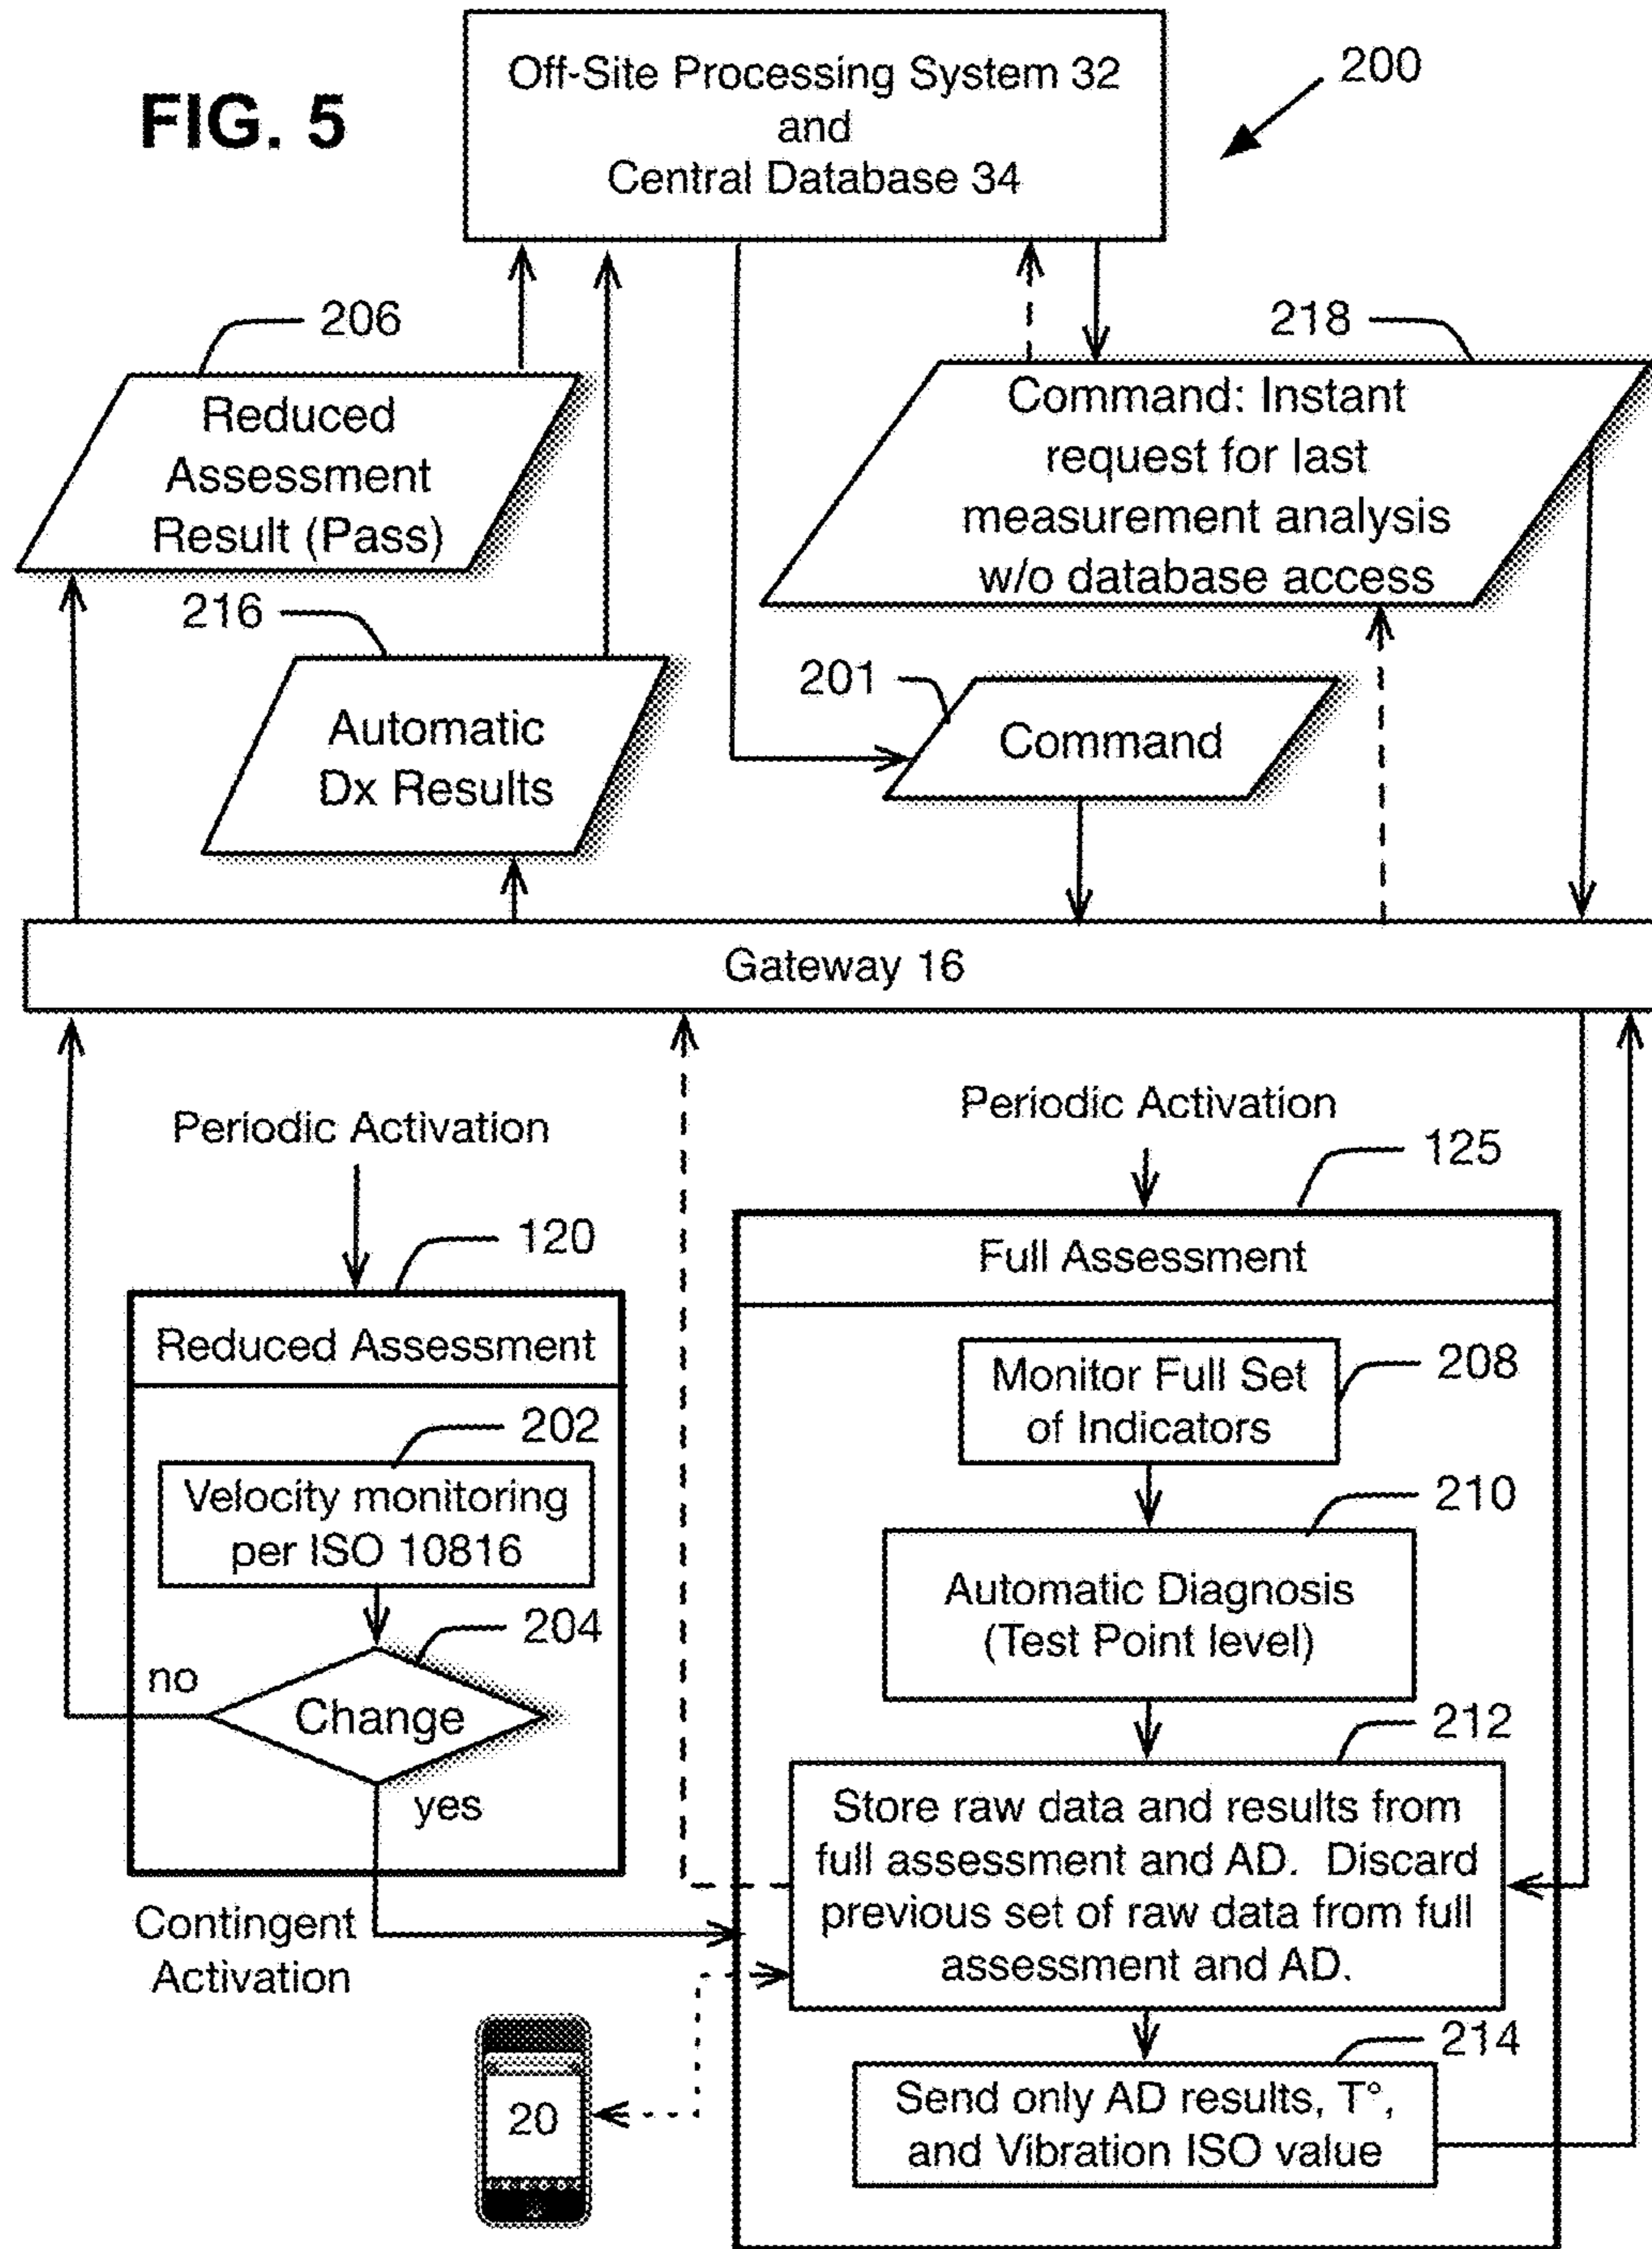 FIG. 5
Off-Site Processing System 32
and
Central Database 34
200
206
Reduced
Assessment
Result (Pass)
218
Command: Instant
request for last
measurement analysis
w/o database access
216
Automatic
Dx Results
201
Command
Gateway 16
Periodic Activation
Periodic Activation
125
120
Reduced Assessment
202
Velocity monitoring
per ISO 10816
204
no
Change
yes
Contingent
Activation
Full Assessment
Monitor Full Set
of Indicators
208
210
Automatic Diagnosis
(Test Point level)
212
Store raw data and results from
full assessment and AD. Discard
previous set of raw data from full
assessment and AD.
214
Send only AD results, T°,
and Vibration ISO value
20